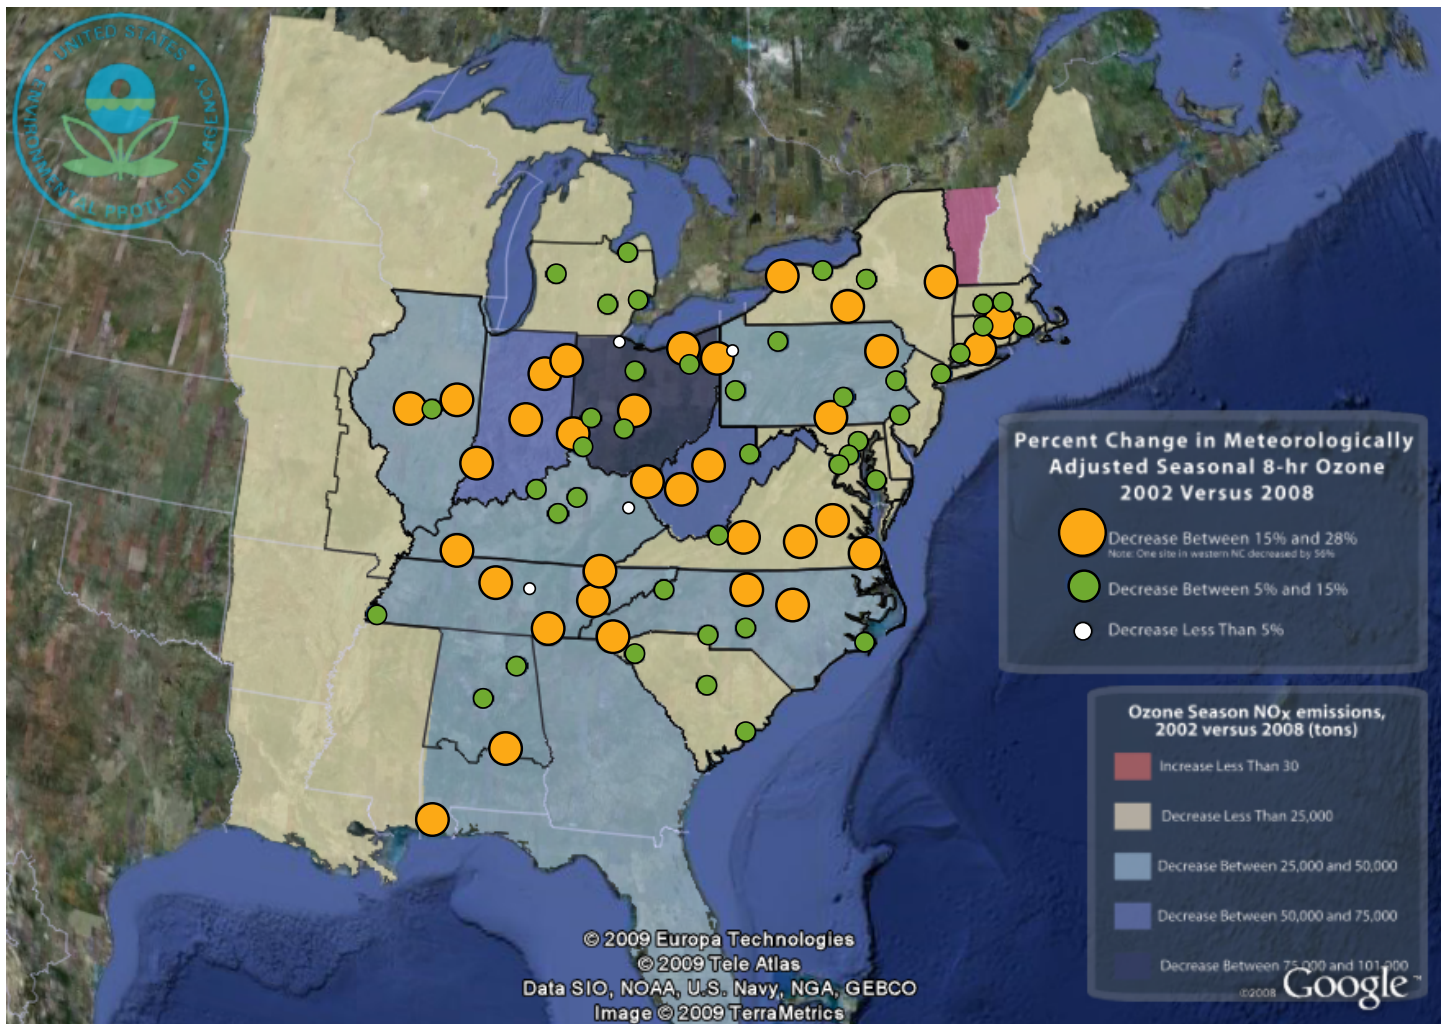 UNITED STATES
ENVIRONMENTAL PROTECTION AGENCY
Percent Change in Meteorologically
Adjusted Seasonal 8-hr Ozone
2002 Versus 2008
Decrease Between 15% and 28%
Note: One site in western NC decreased by 56%
Decrease Between 5% and 15%
Decrease Less Than 5%
Ozone Season NOx emissions,
2002 versus 2008 (tons)
Increase Less Than 30
Decrease Less Than 25,000
Decrease Between 25,000 and 50,000
Decrease Between 50,000 and 75,000
Decrease Between 75,000 and 101,000
©2008 Google™
© 2009 Europa Technologies
© 2009 Tele Atlas
Data SIO, NOAA, U.S. Navy, NGA, GEBCO
Image © 2009 TerraMetrics